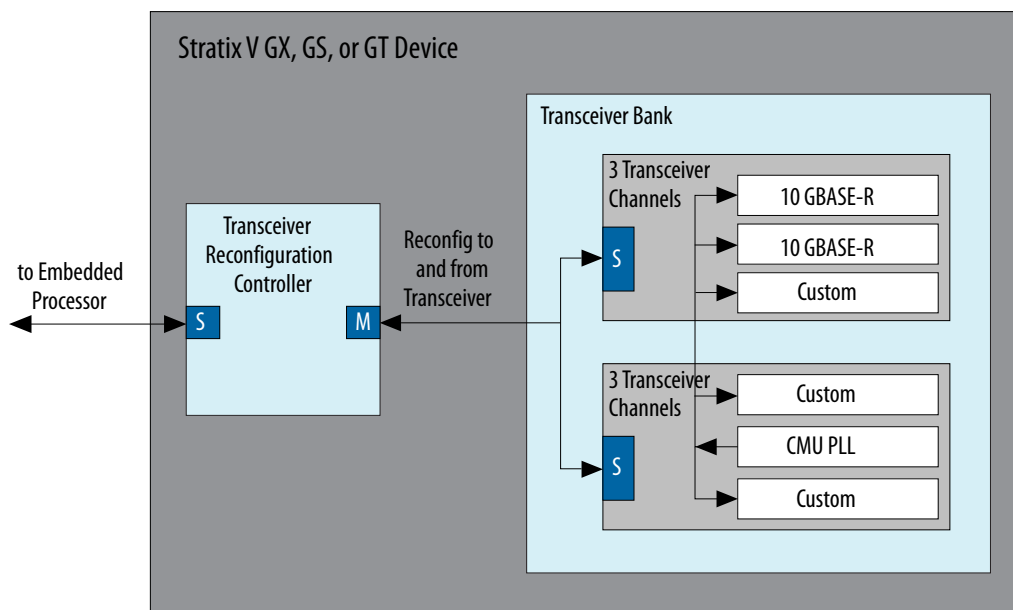 Stratix V GX, GS, or GT Device
Transceiver Bank
3 Transceiver
Channels
10 GBASE-R
10 GBASE-R
Custom
S
Transceiver
Reconfiguration
Controller
S
M
Reconfig to
and from
Transceiver
to Embedded
Processor
3 Transceiver
Channels
Custom
CMU PLL
Custom
S